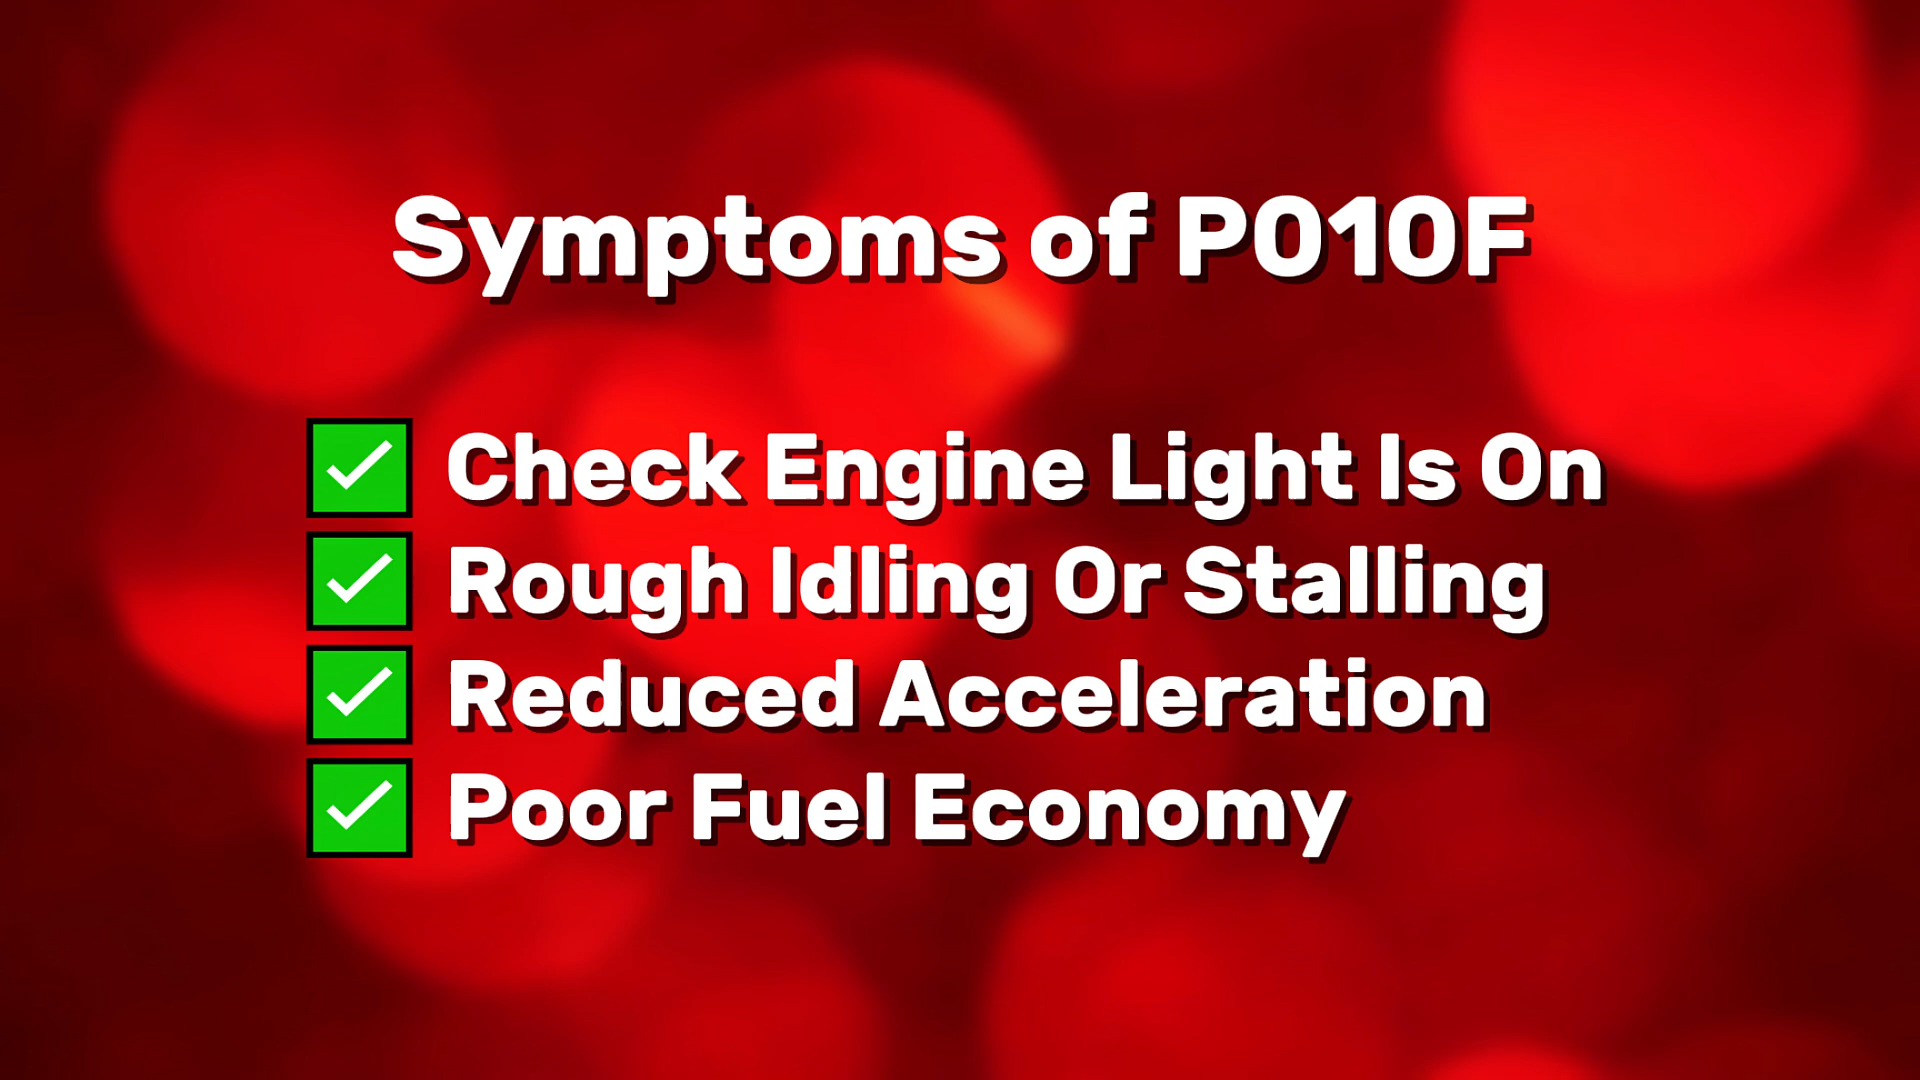 Symptoms of P010F
Check Engine Light Is On
Rough Idling Or Stalling
Reduced Acceleration
Poor Fuel Economy